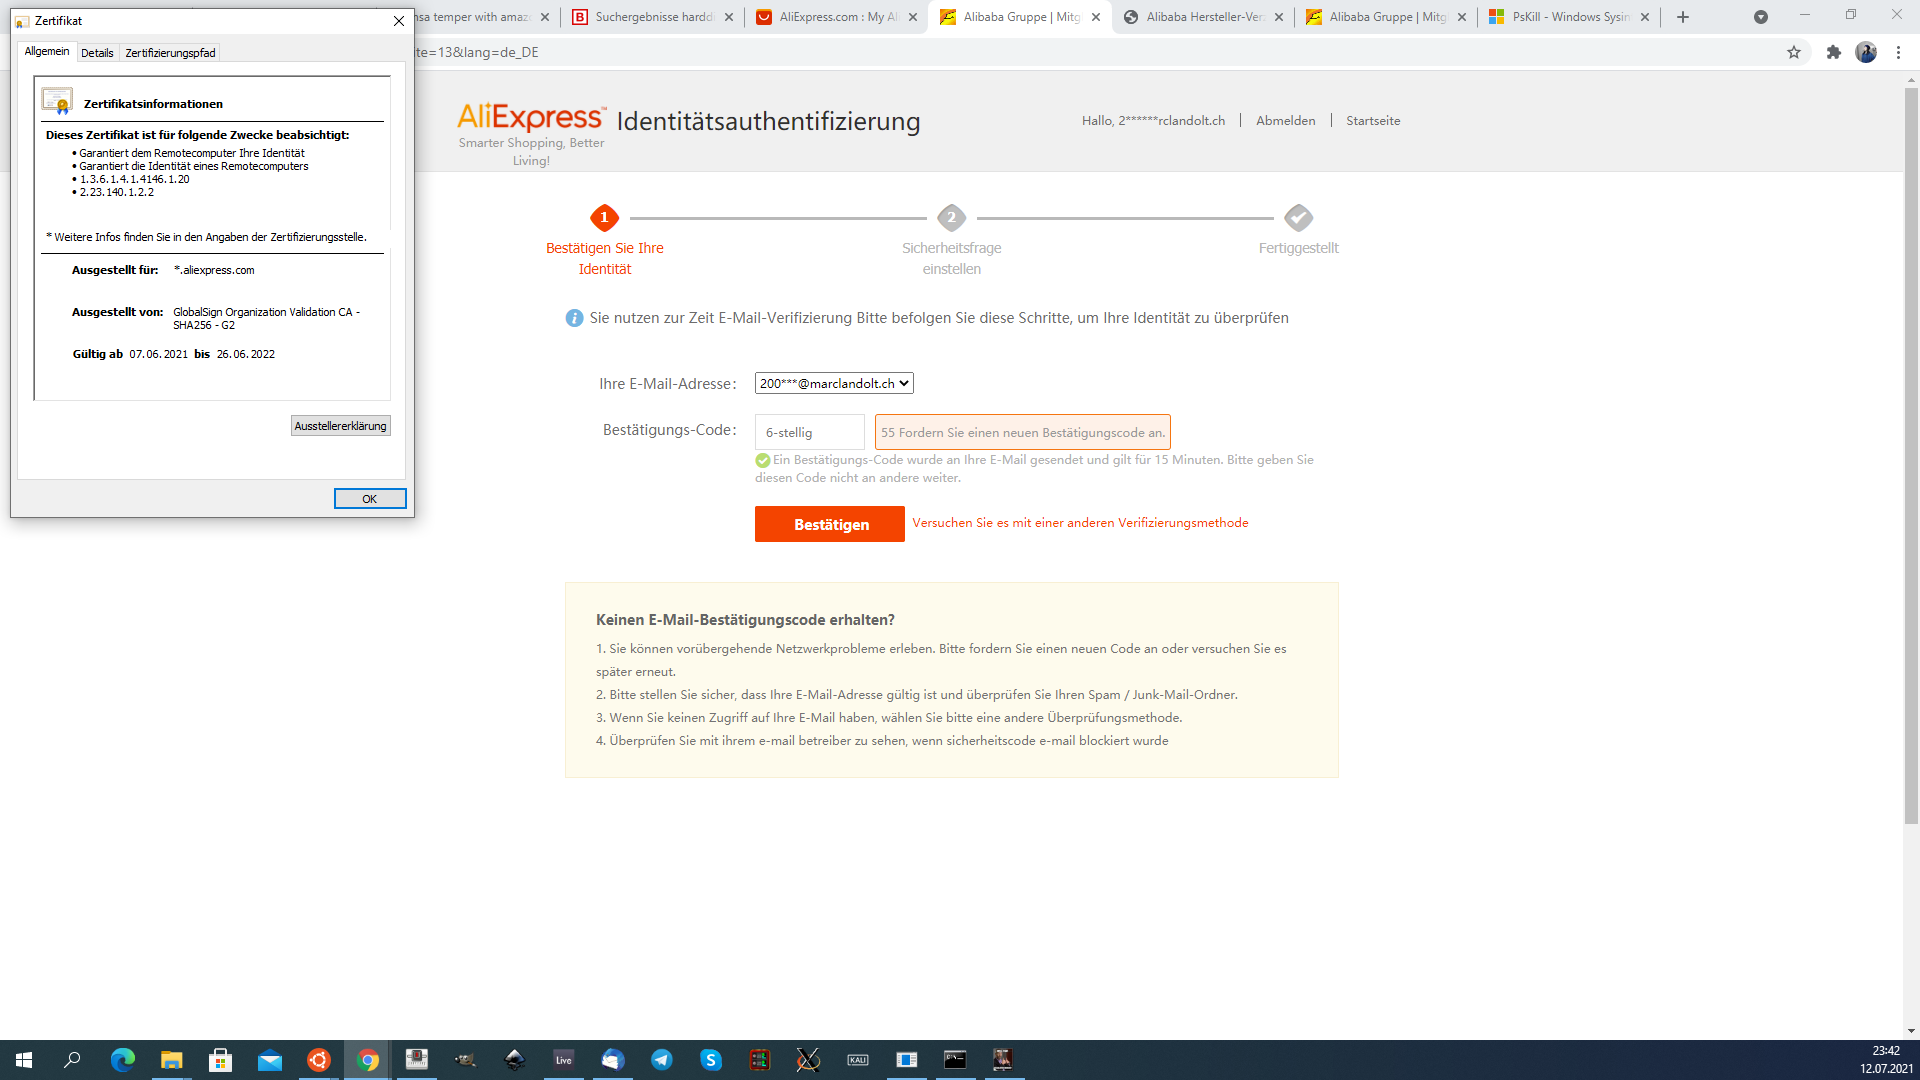 Zertifikat
Allgemein
Details
Zertifizierungspfad
Zertifikatsinformationen
Dieses Zertifikat ist für folgende Zwecke beabsichtigt:
• Garantiert dem Remotecomputer Ihre Identität
• Garantiert die Identität eines Remotecomputers
• 1.3.6.1.4.1.4146.1.20
• 2.23.140.1.2.2
* Weitere Infos finden Sie in den Angaben der Zertifizierungsstelle.
Ausgestellt für: *.aliexpress.com
Ausgestellt von: GlobalSign Organization Validation CA -
SHA256 - G2
Gültig ab 07.06.2021 bis 26.06.2022
Ausstellererklärung
OK
nsa temper with amaz
Suchergebnisse hardd
AliExpress.com : My Al
Alibaba Gruppe | Mitg
Alibaba Hersteller-Ver
Alibaba Gruppe | Mitg
PsKill - Windows Sysin
te=13&lang=de_DE
AliExpress™
Smarter Shopping, Better
Living!
Identitätsauthentifizierung
Hallo, 2******rclandolt.ch
Abmelden
Startseite
1
2
Bestätigen Sie Ihre
Identität
Sicherheitsfrage
einstellen
Fertiggestellt
Sie nutzen zur Zeit E-Mail-Verifizierung Bitte befolgen Sie diese Schritte, um Ihre Identität zu überprüfen
Ihre E-Mail-Adresse: 200***@marclandolt.ch
Bestätigungs-Code: 6-stellig 55 Fordern Sie einen neuen Bestätigungscode an.
Ein Bestätigungs-Code wurde an Ihre E-Mail gesendet und gilt für 15 Minuten. Bitte geben Sie
diesen Code nicht an andere weiter.
Bestätigen
Versuchen Sie es mit einer anderen Verifizierungsmethode
Keinen E-Mail-Bestätigungscode erhalten?
1. Sie können vorübergehende Netzwerkprobleme erleben. Bitte fordern Sie einen neuen Code an oder versuchen Sie es
später erneut.
2. Bitte stellen Sie sicher, dass Ihre E-Mail-Adresse gültig ist und überprüfen Sie Ihren Spam / Junk-Mail-Ordner.
3. Wenn Sie keinen Zugriff auf Ihre E-Mail haben, wählen Sie bitte eine andere Überprüfungsmethode.
4. Überprüfen Sie mit ihrem e-mail betreiber zu sehen, wenn sicherheitscode e-mail blockiert wurde
Live
KALI
23:42
12.07.2021